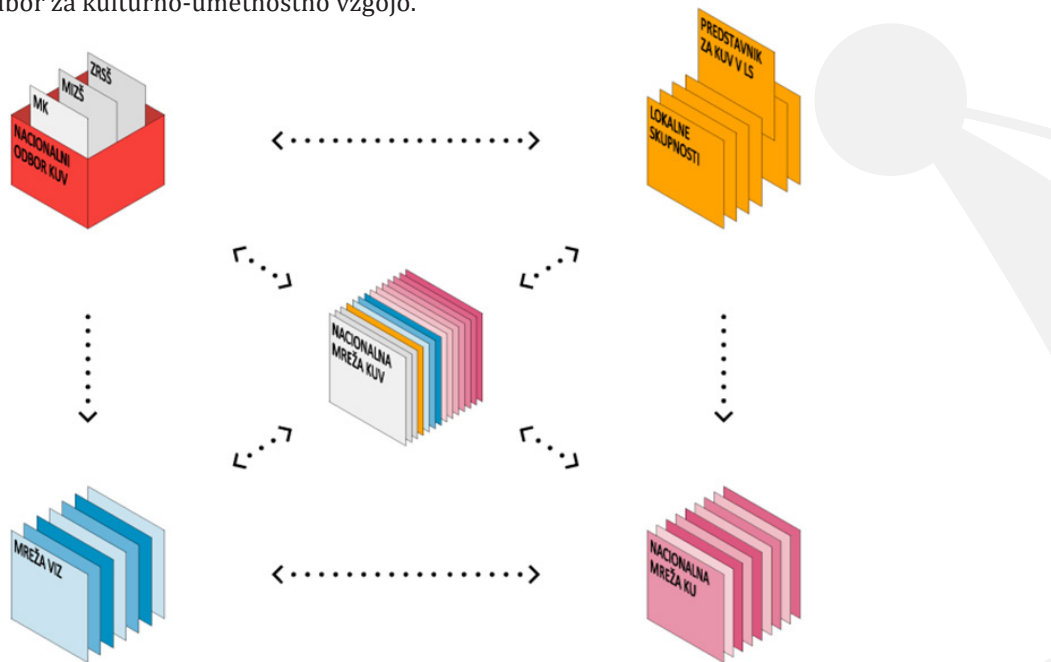 dbor za kulturno-umetnostno vzgojo.
ZRSŠ
MIZŠ
MK
NACIONALNI
ODBOR KUV
PREDSTAVNIK
ZA KUV V LS
LOKALNE
SKUPNOSTI
NACIONALNA
MREŽA KUV
MREŽA VIZ
NACIONALNA
MREŽA KU